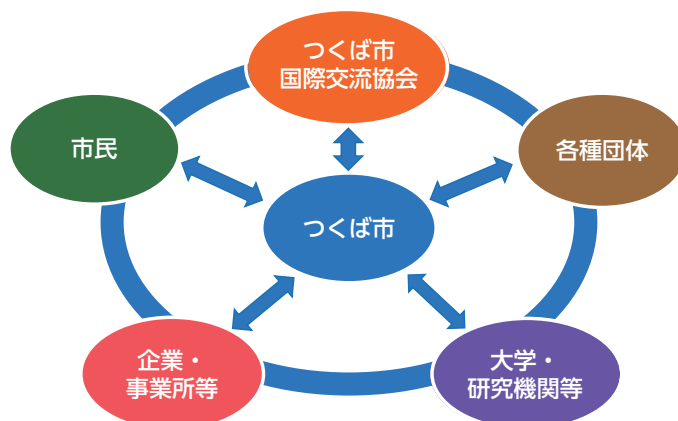 つくば市
国際交流協会
市民
各種団体
つくば市
企業・
事業所等
大学・
研究機関等